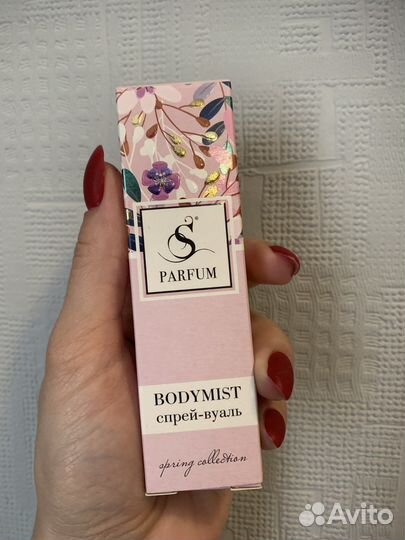 S®
PARFUM
BODYMIST
спрей-вуаль
spring collection
Avito